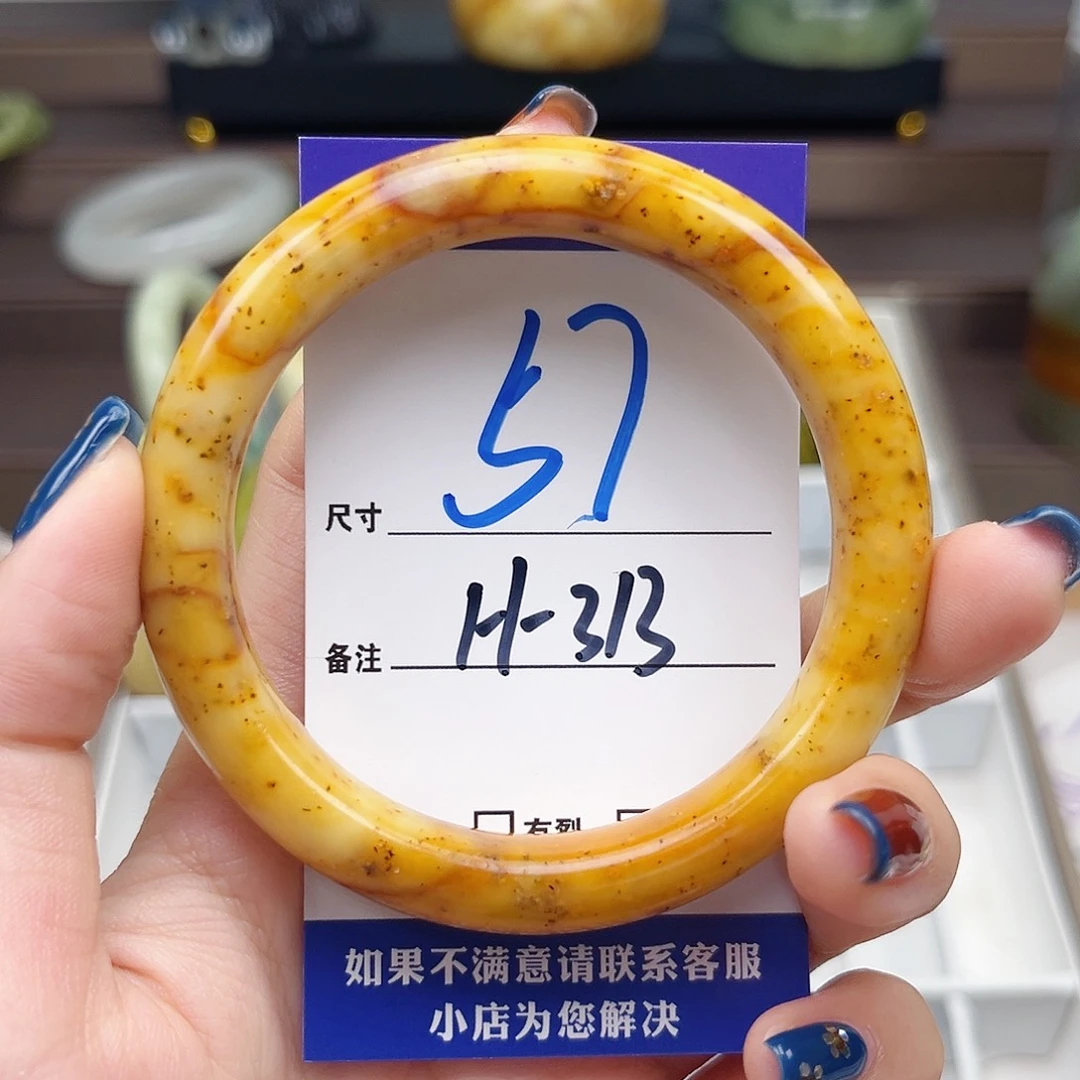 尺寸 57
备注 H-313
有列
如果不满意请联系客服
小店为您解决